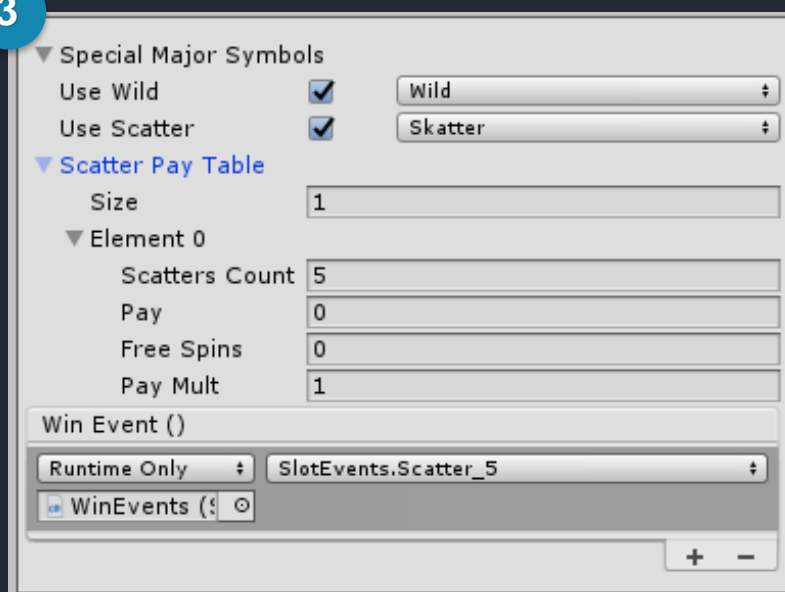 3
Special Major Symbols
Use Wild Wild
Use Scatter Skatter
Scatter Pay Table
Size 1
Element 0
Scatters Count 5
Pay 0
Free Spins 0
Pay Mult 1
Win Event ()
Runtime Only SlotEvents.Scatter_5
WinEvents (
+ −